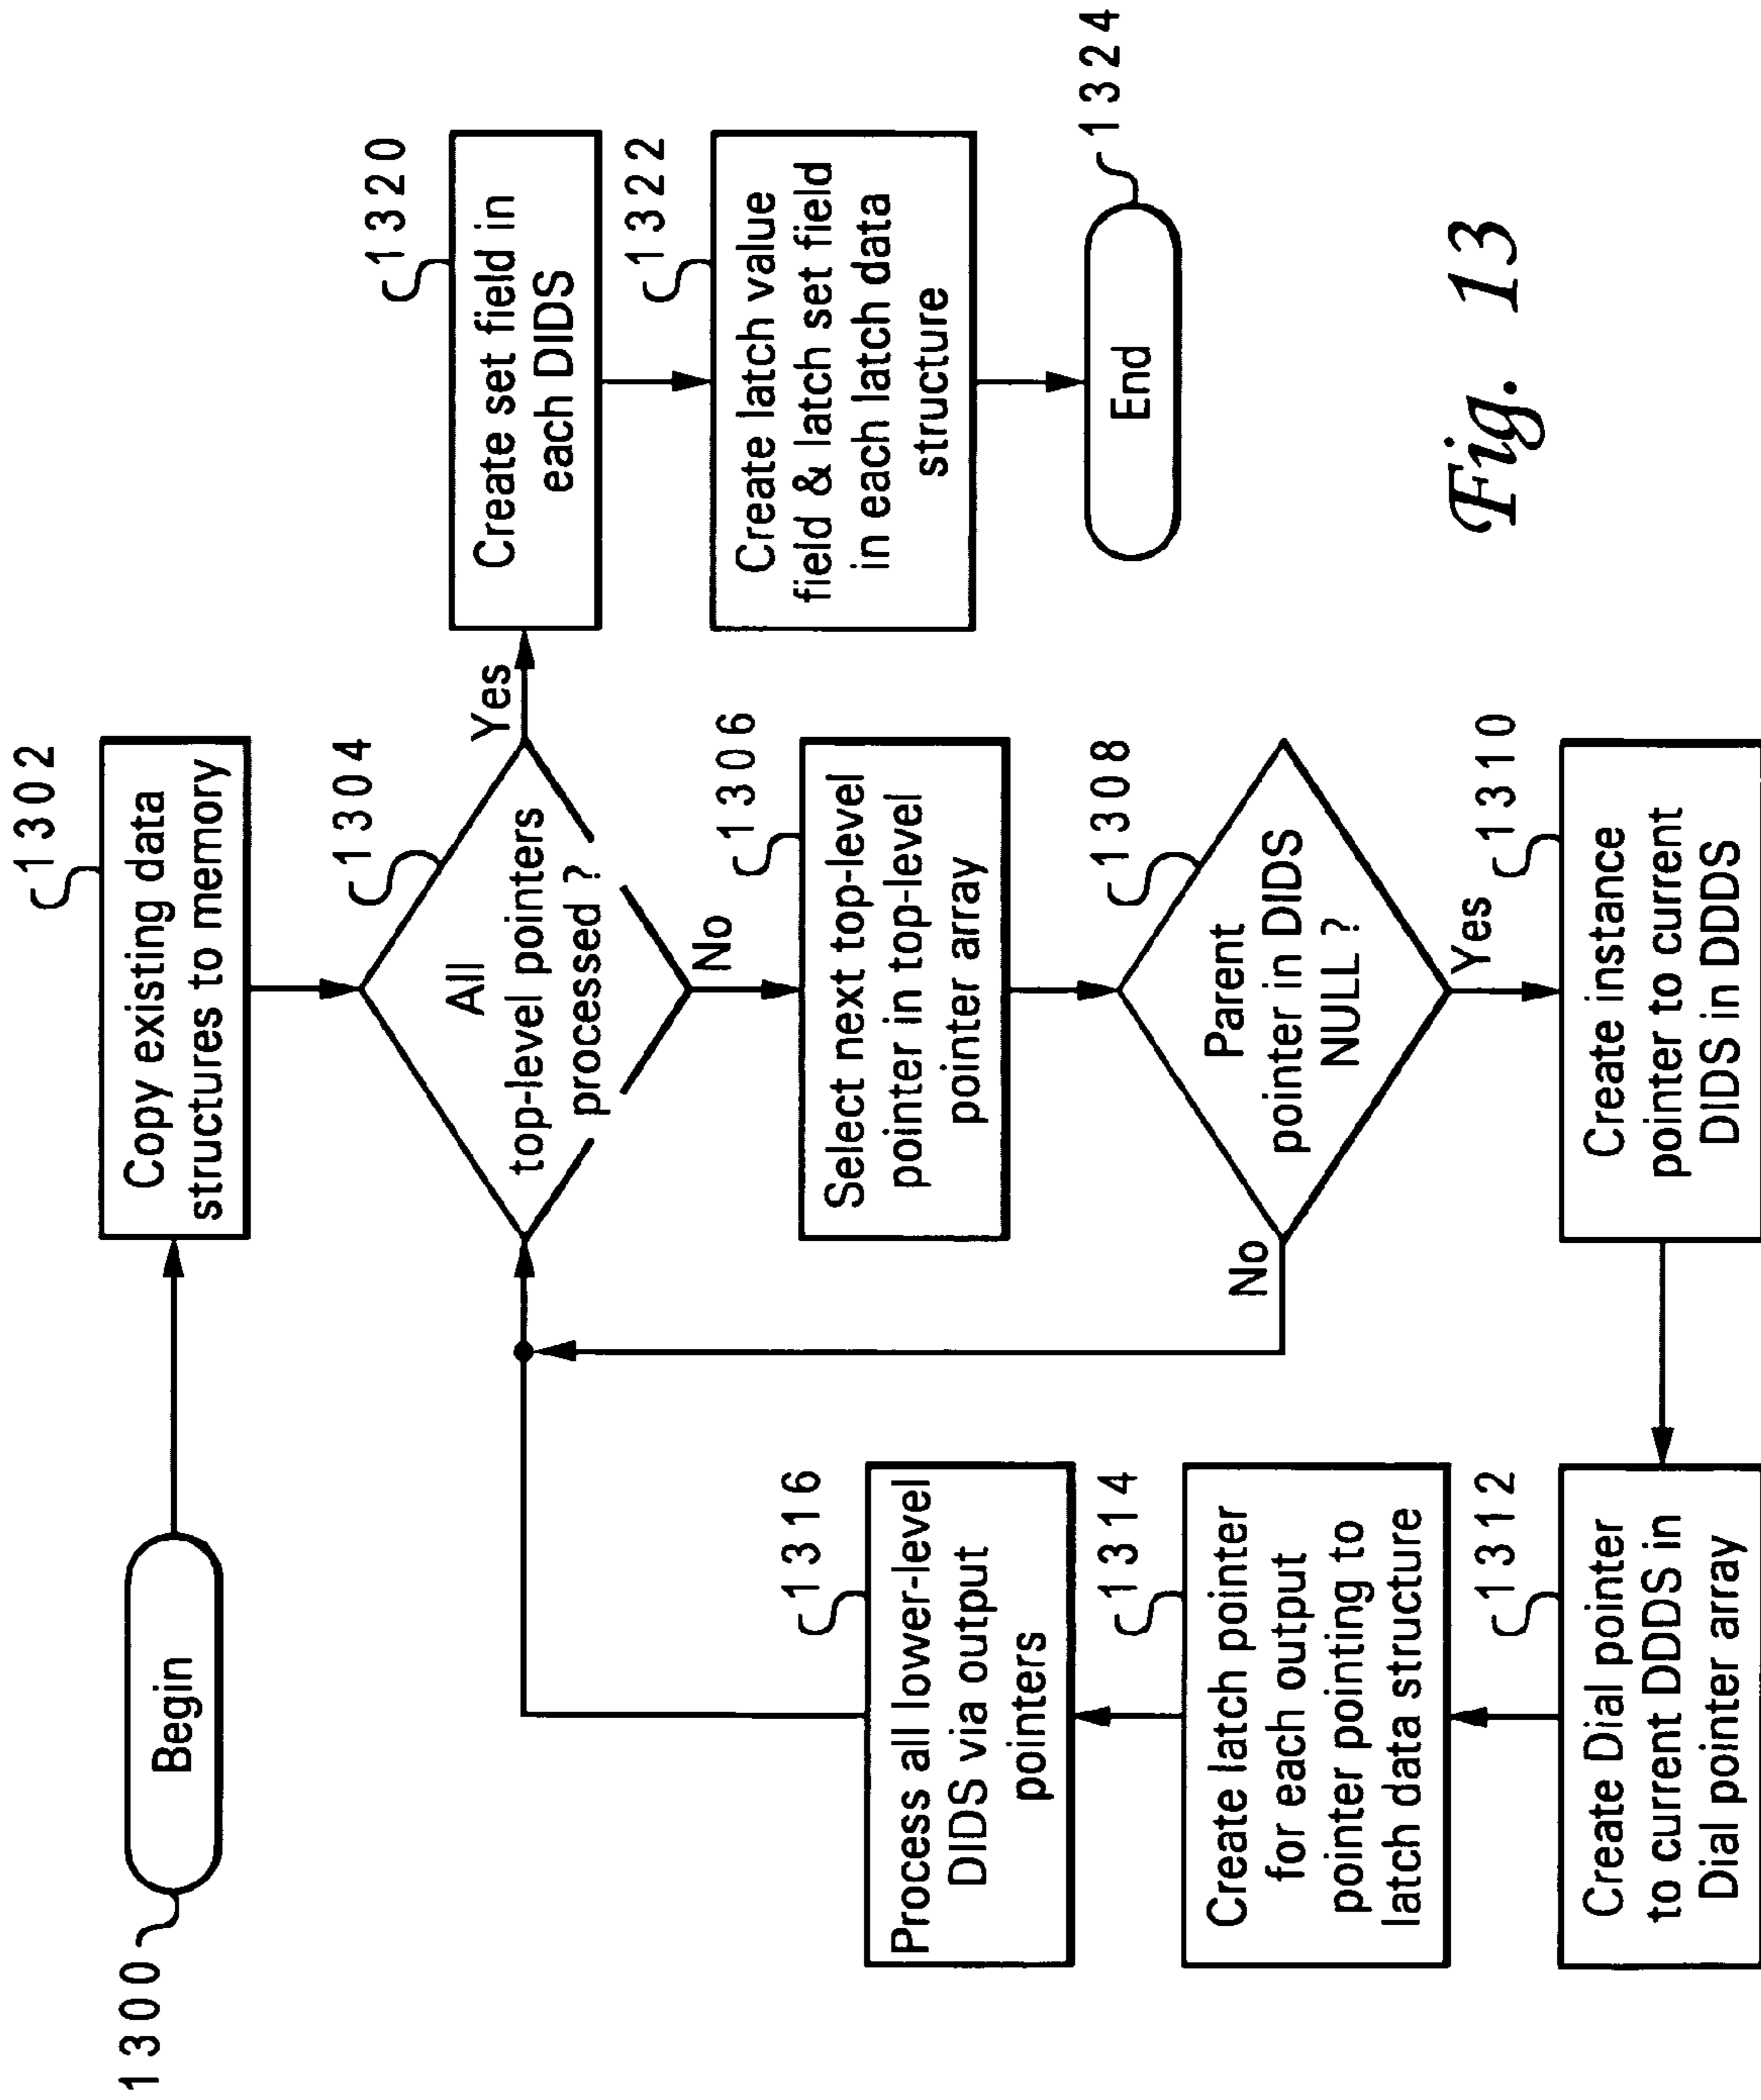 1300
Begin
1302
Copy existing data
structures to memory
1304
All
top-level pointers
processed ?
Yes
No
1320
Create set field in
each DIDS
1322
Create latch value
field & latch set field
in each latch data
structure
End
1324
1306
Select next top-level
pointer in top-level
pointer array
1308
Parent
pointer in DIDS
NULL ?
No
Yes
1310
Create instance
pointer to current
DIDS in DDDS
1312
Create Dial pointer
to current DDDS in
Dial pointer array
1314
Create latch pointer
for each output
pointer pointing to
latch data structure
1316
Process all lower-level
DIDS via output
pointers
Fig. 13